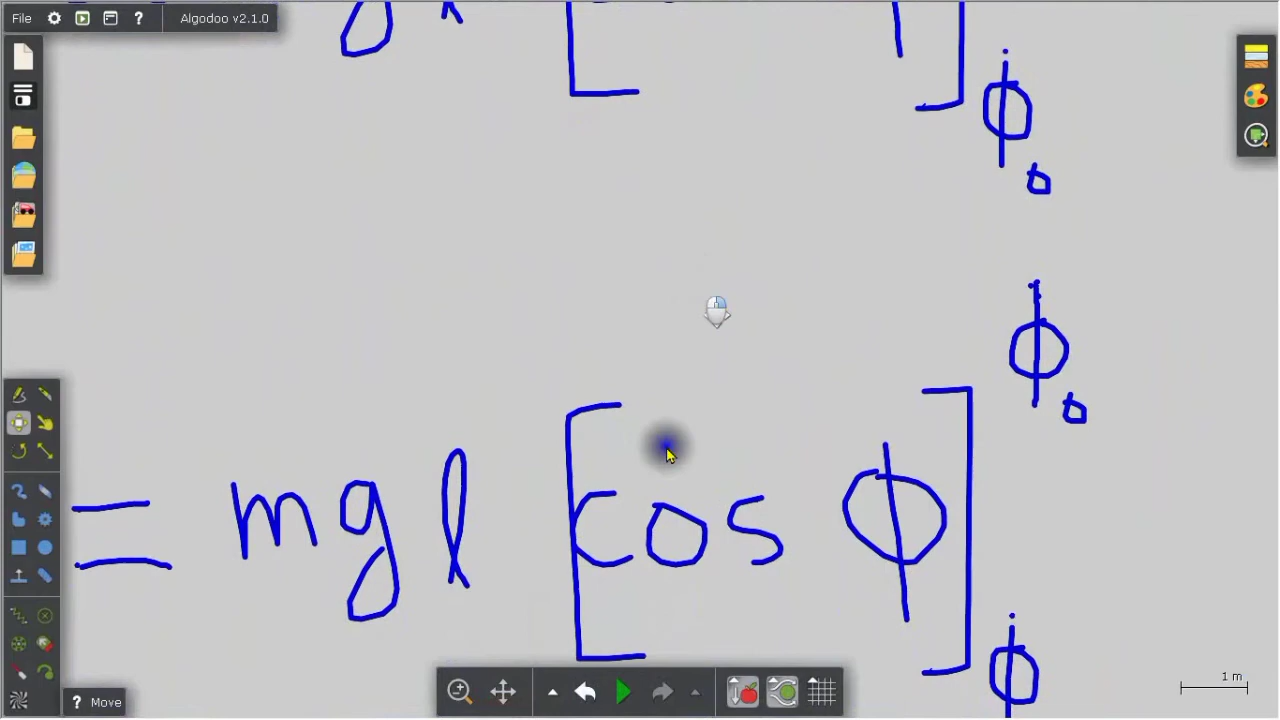 File ? Algodoo v2.1.0
ϕ₀
ϕ₀
= mgl [cos ϕ]
ϕ
? Move
1 m